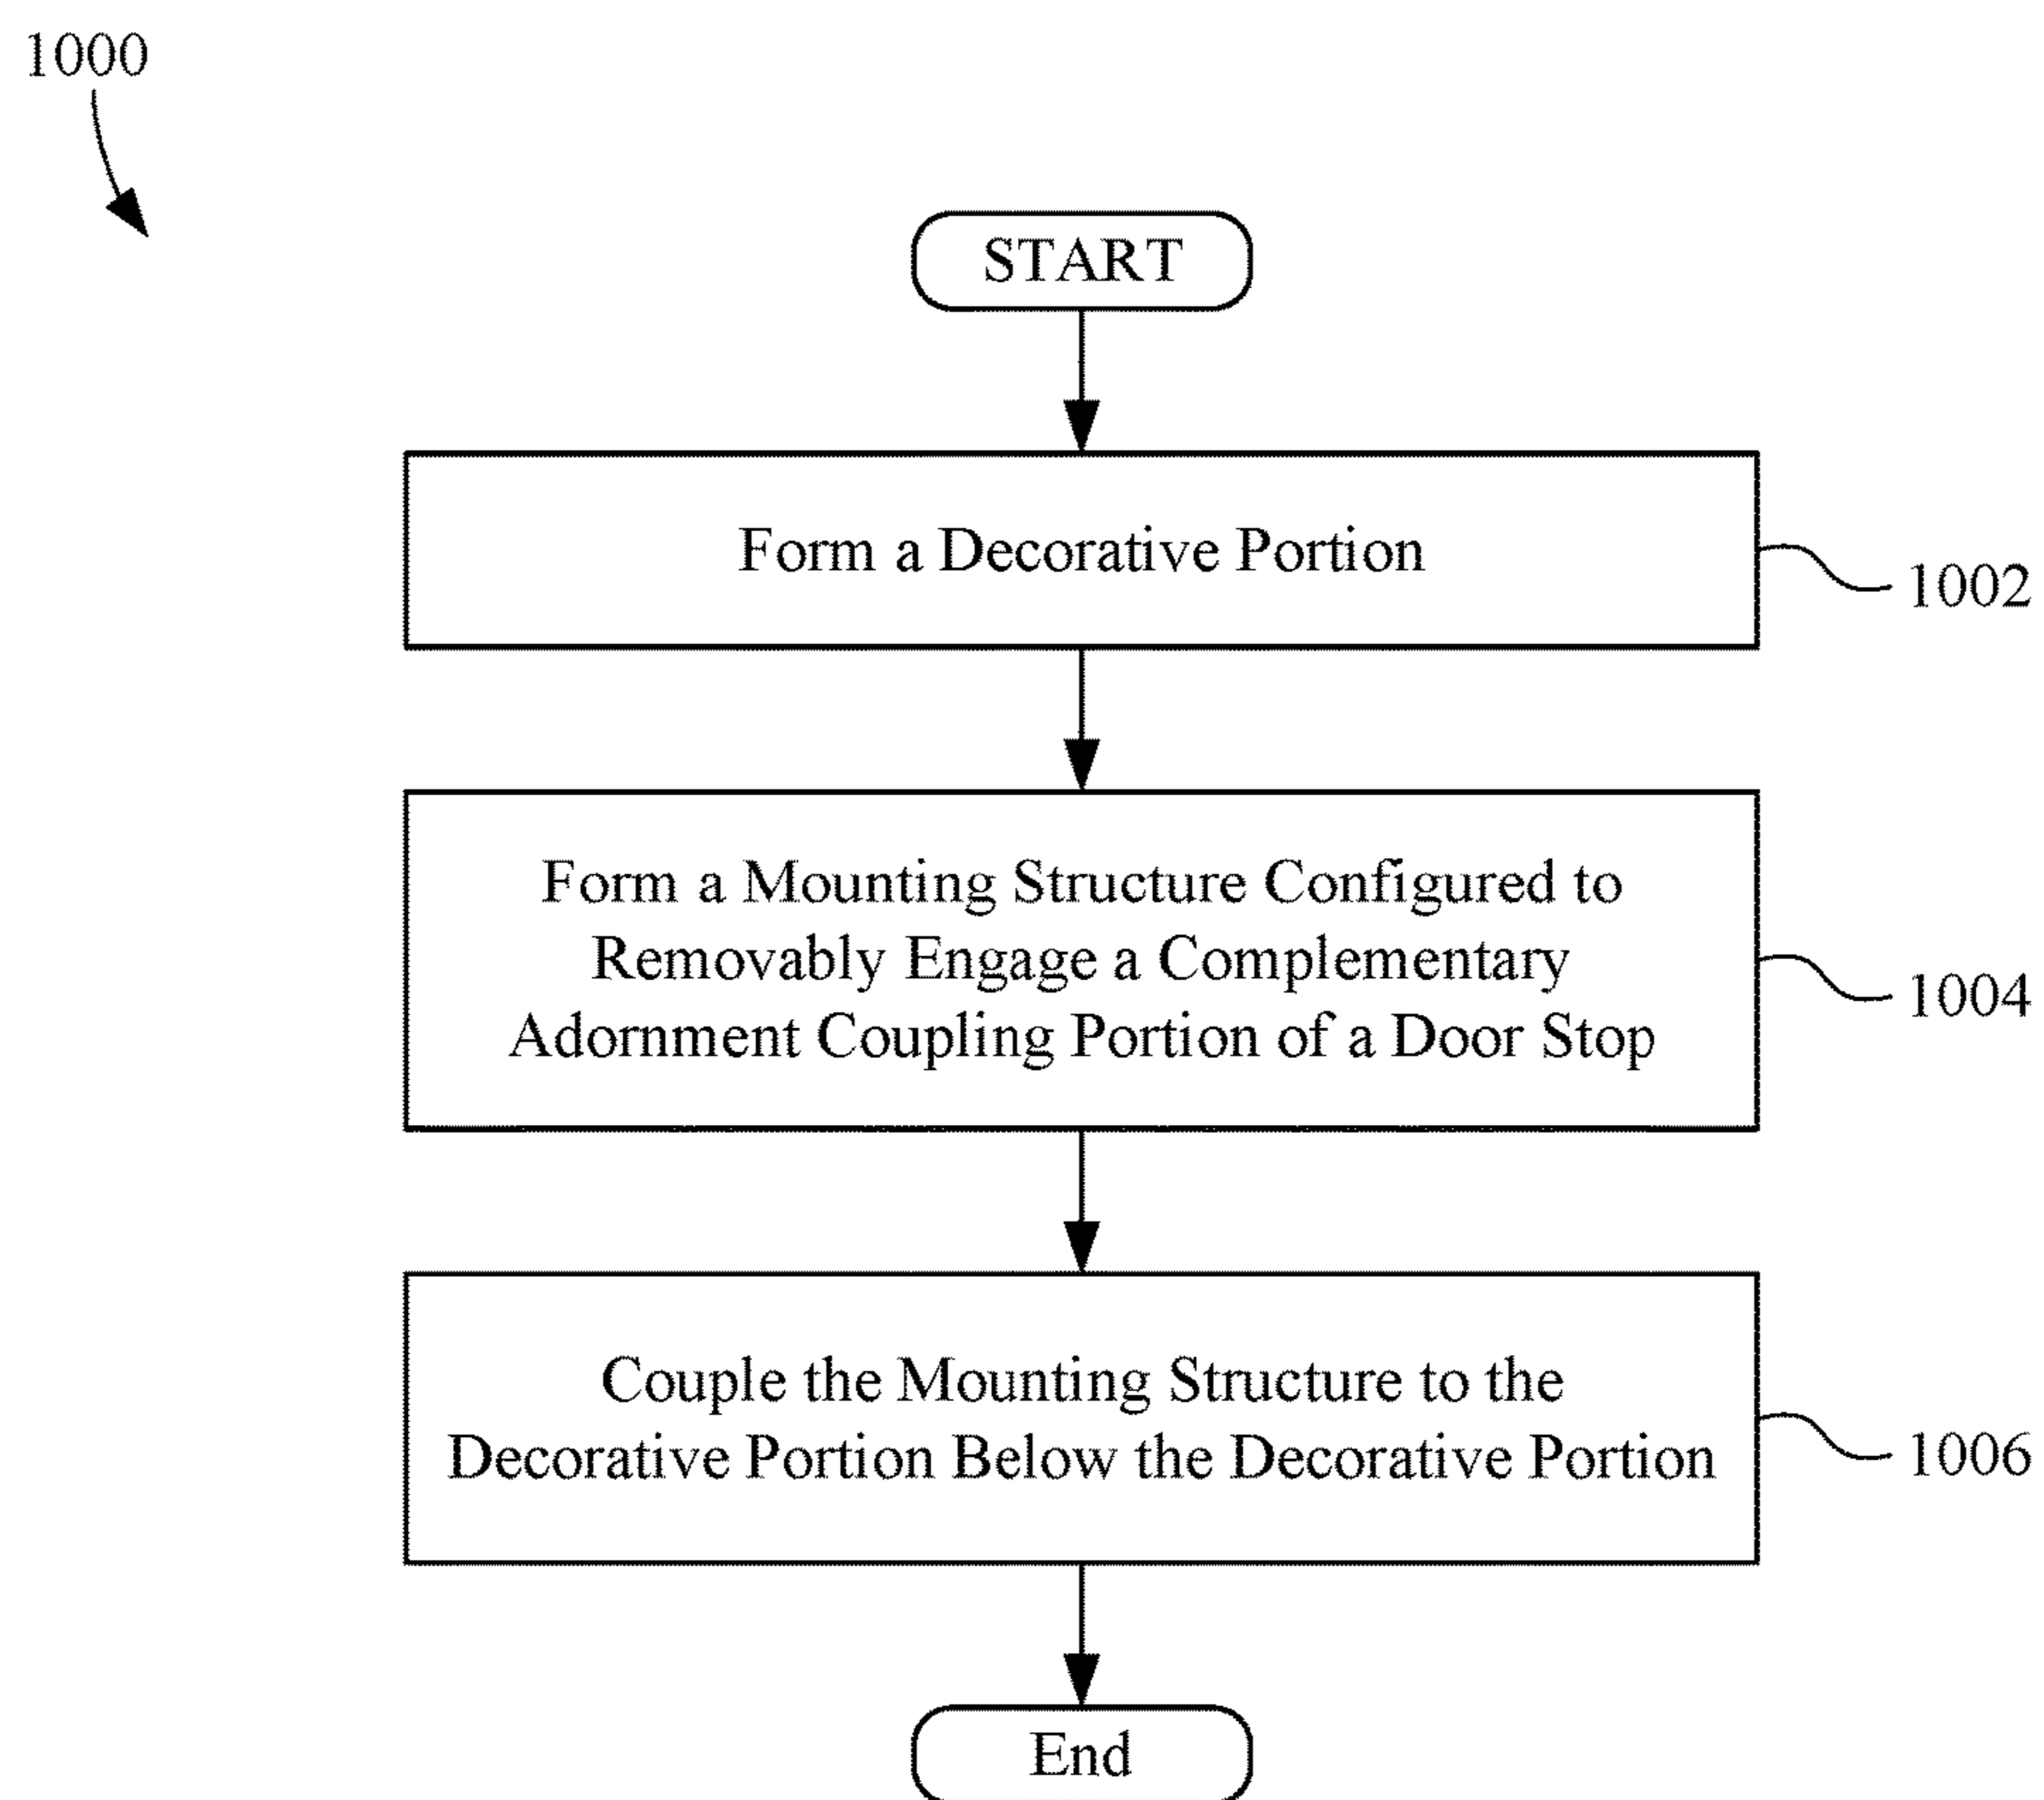 1000
START
Form a Decorative Portion
1002
Form a Mounting Structure Configured to
Removably Engage a Complementary
Adornment Coupling Portion of a Door Stop
1004
Couple the Mounting Structure to the
Decorative Portion Below the Decorative Portion
1006
End